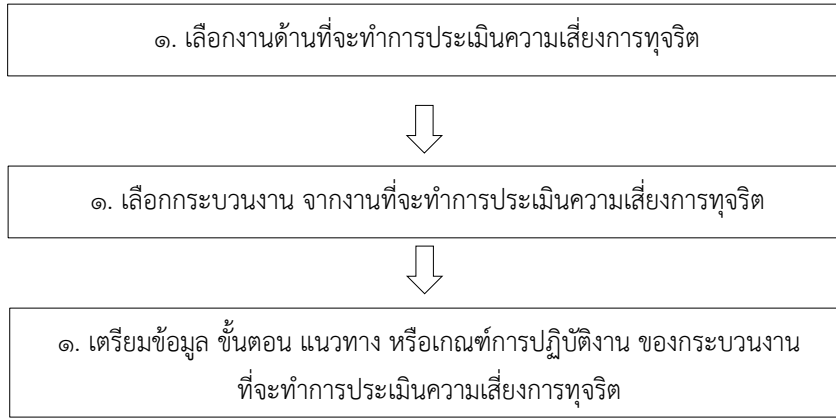 ๑. เลือกงานด้านที่จะทำการประเมินความเสี่ยงการทุจริต
๑. เลือกกระบวนงาน จากงานที่จะทำการประเมินความเสี่ยงการทุจริต
๑. เตรียมข้อมูล ขั้นตอน แนวทาง หรือเกณฑ์การปฏิบัติงาน ของกระบวนงาน
ที่จะทำการประเมินความเสี่ยงการทุจริต